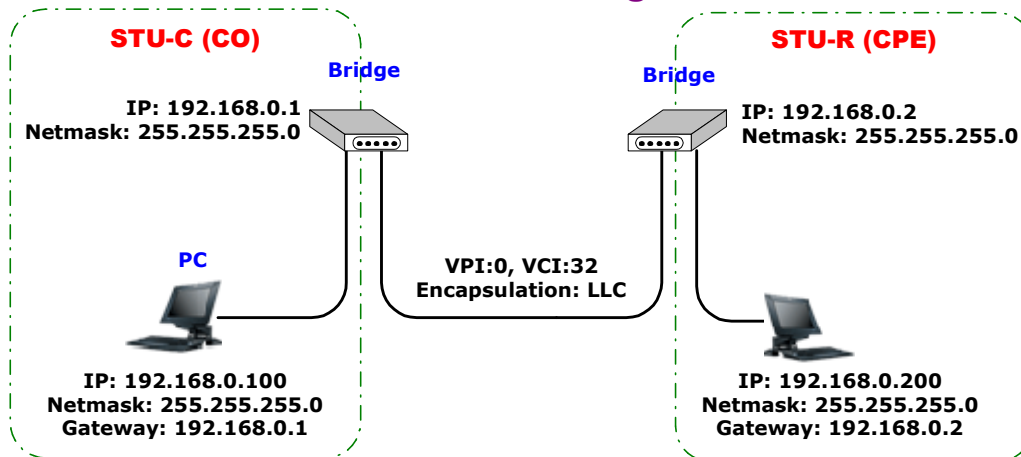 STU-C (CO)
STU-R (CPE)
Bridge
Bridge
IP: 192.168.0.1
Netmask: 255.255.255.0
IP: 192.168.0.2
Netmask: 255.255.255.0
PC
VPI:0, VCI:32
Encapsulation: LLC
IP: 192.168.0.100
Netmask: 255.255.255.0
Gateway: 192.168.0.1
IP: 192.168.0.200
Netmask: 255.255.255.0
Gateway: 192.168.0.2